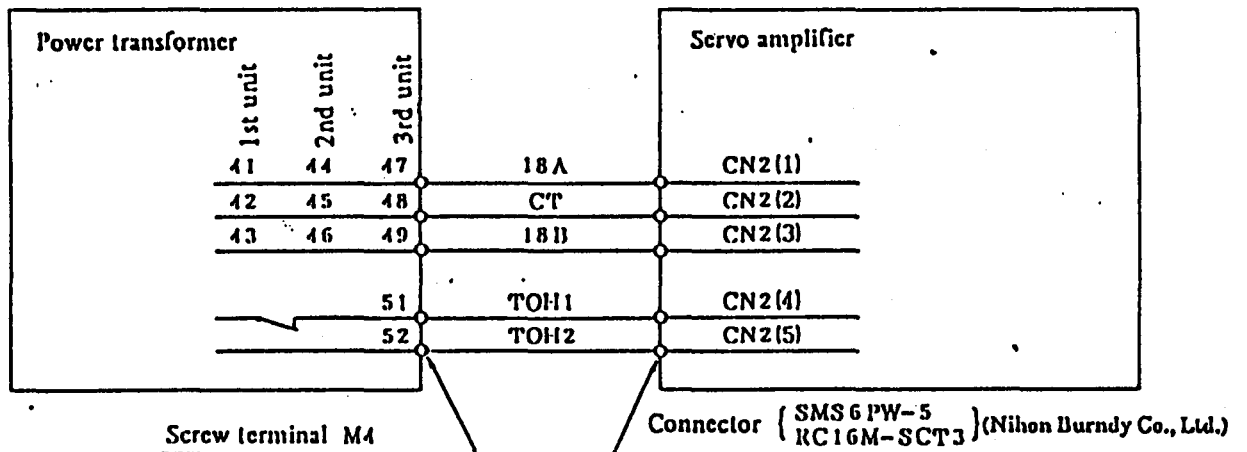 Power transformer
Servo amplifier
1st unit
2nd unit
3rd unit
41 44 47 18A CN2(1)
42 45 48 CT CN2(2)
43 46 49 18B CN2(3)
51 TOH1 CN2(4)
52 TOH2 CN2(5)
Screw terminal M4
Connector { SMS6PW-5
RC16M-SCT3 } (Nihon Burndy Co., Ltd.)